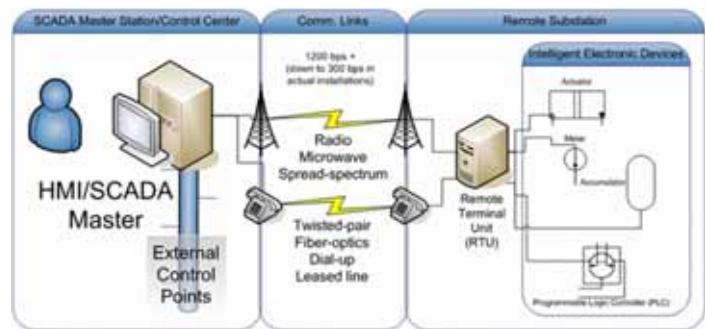 SCADA Master Station/Control Center
HMI/SCADA
Master
External
Control
Points
Comm. Links
1200 bps +
(down to 300 bps in
actual installations)
Radio
Microwave
Spread-spectrum
Twisted-pair
Fiber-optics
Dial-up
Leased line
Remote Substation
Remote
Terminal
Unit
(RTU)
Intelligent Electronic Devices
Actuator
Meter
Accumulator
Programmable Logic Controller (PLC)